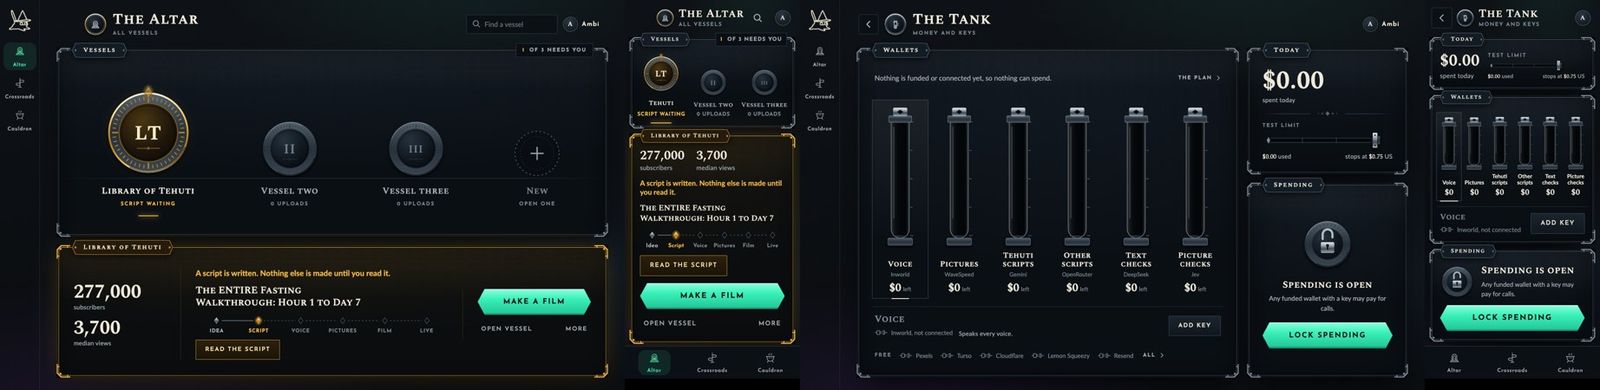 Altar
Crossroads
Cauldron
The Altar
ALL VESSELS
Find a vessel
A Ambi
VESSELS
1 OF 3 NEEDS YOU
LT
II
III
+
LIBRARY OF TEHUTI
SCRIPT WAITING
VESSEL TWO
0 UPLOADS
VESSEL THREE
0 UPLOADS
NEW
OPEN ONE
LIBRARY OF TEHUTI
277,000
subscribers
3,700
median views
A script is written. Nothing else is made until you read it.
The ENTIRE Fasting
Walkthrough: Hour 1 to Day 7
IDEA SCRIPT VOICE PICTURES FILM LIVE
READ THE SCRIPT
MAKE A FILM
OPEN VESSEL MORE
The Altar
ALL VESSELS
A
VESSELS
1 OF 3 NEEDS YOU
LT
II
III
Tehuti
SCRIPT WAITING
Vessel two
0 UPLOADS
Vessel three
0 UPLOADS
LIBRARY OF TEHUTI
277,000 3,700
subscribers median views
A script is written. Nothing else is made until
you read it.
The ENTIRE Fasting
Walkthrough: Hour 1 to Day 7
Idea Script Voice Pictures Film Live
READ THE SCRIPT
MAKE A FILM
OPEN VESSEL MORE
Altar Crossroads Cauldron
Altar
Crossroads
Cauldron
The Tank
MONEY AND KEYS
A Ambi
WALLETS
Nothing is funded or connected yet, so nothing can spend.
THE PLAN
Voice
Inworld
$0 left
Pictures
WaveSpeed
$0 left
Tehuti
scripts
Gemini
$0 left
Other
scripts
OpenRouter
$0 left
Text
checks
DeepSeek
$0 left
Picture
checks
Jev
$0 left
Voice
Inworld, not connected Speaks every voice.
ADD KEY
FREE Pexels Turso Cloudflare Lemon Squeezy Resend ALL
TODAY
$0.00
spent today
TEST LIMIT
$0.00 used stops at $0.75 US
SPENDING
Spending is open
Any funded wallet with a key may pay for
calls.
LOCK SPENDING
The Tank
MONEY AND KEYS
A
TODAY
$0.00
spent today
TEST LIMIT
$0.00 used stops at $0.75 US
WALLETS
Voice
$0
Pictures
$0
Tehuti
scripts
$0
Other
scripts
$0
Text
checks
$0
Picture
checks
$0
VOICE
Inworld, not connected
ADD KEY
SPENDING
Spending is open
Any funded wallet with a key may
pay for calls.
LOCK SPENDING
Altar Crossroads Cauldron